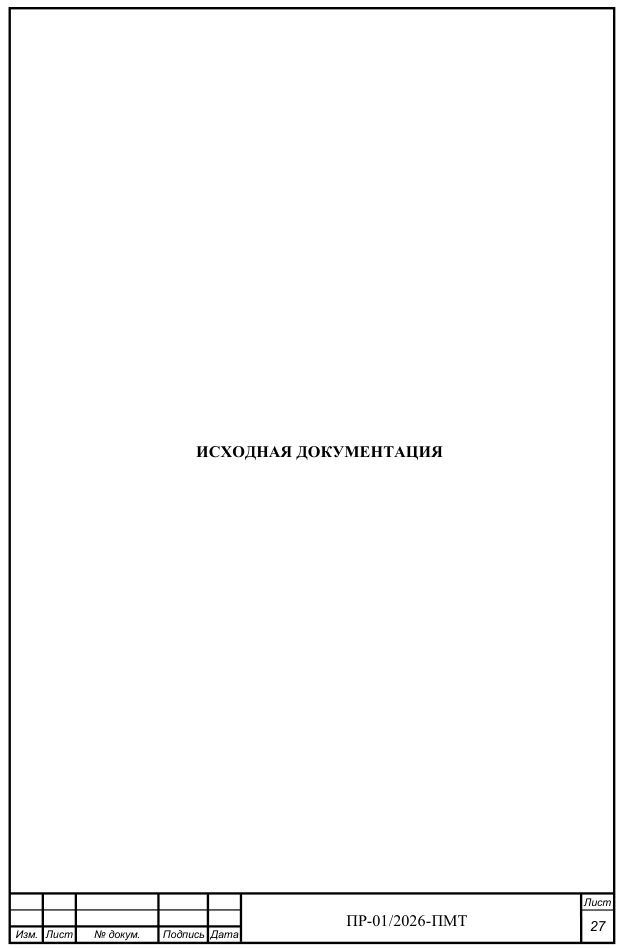 ИСХОДНАЯ ДОКУМЕНТАЦИЯ
Лист
ПР-01/2026-ПМТ
27
Изм. Лист № докум. Подпись Дата